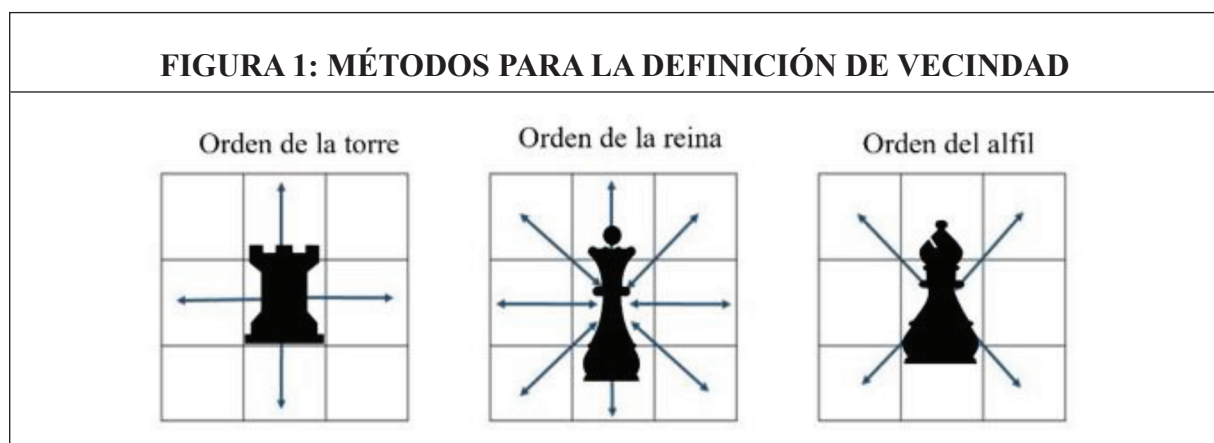 FIGURA 1: MÉTODOS PARA LA DEFINICIÓN DE VECINDAD
Orden de la torre
Orden de la reina
Orden del alfil